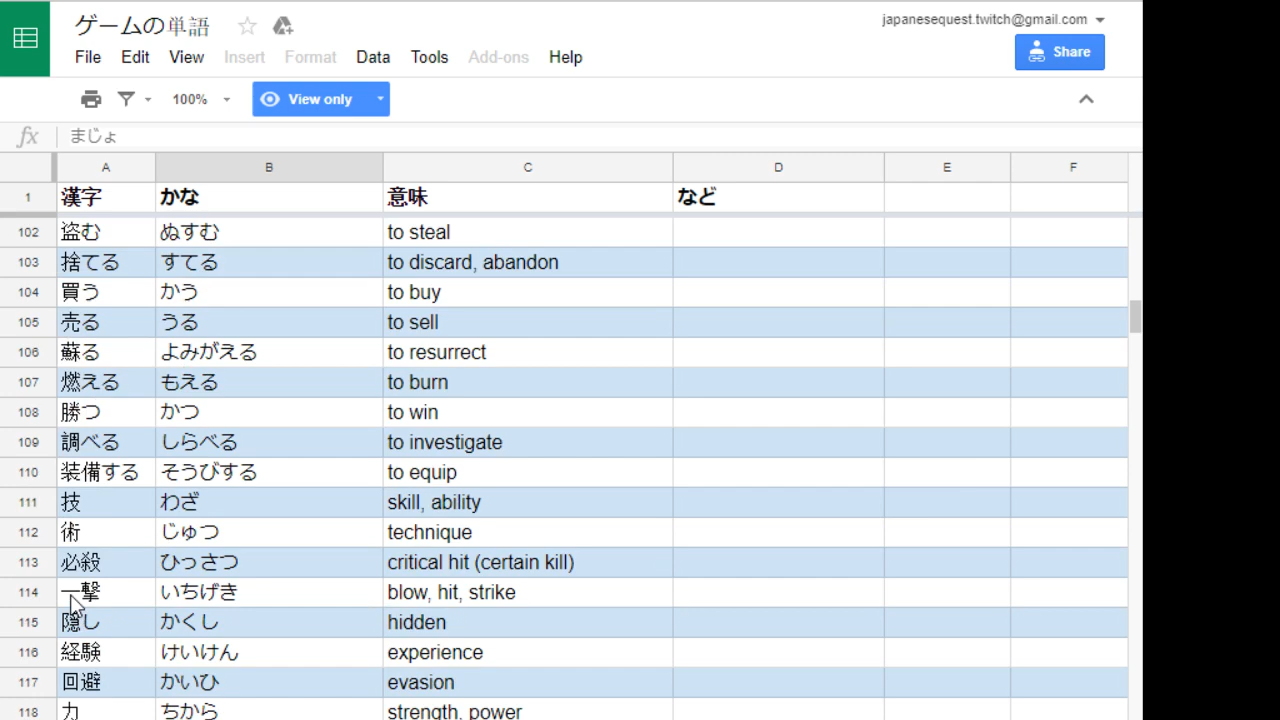 ゲームの単語
japanesequest.twitch@gmail.com
File Edit View Insert Format Data Tools Add-ons Help
Share
100% View only
fx まじょ
A B C D E F
1 漢字 かな 意味 など
102 盗む ぬすむ to steal
103 捨てる すてる to discard, abandon
104 買う かう to buy
105 売る うる to sell
106 蘇る よみがえる to resurrect
107 燃える もえる to burn
108 勝つ かつ to win
109 調べる しらべる to investigate
110 装備する そうびする to equip
111 技 わざ skill, ability
112 術 じゅつ technique
113 必殺 ひっさつ critical hit (certain kill)
114 一撃 いちげき blow, hit, strike
115 隠し かくし hidden
116 経験 けいけん experience
117 回避 かいひ evasion
118 力 ちから strength, power